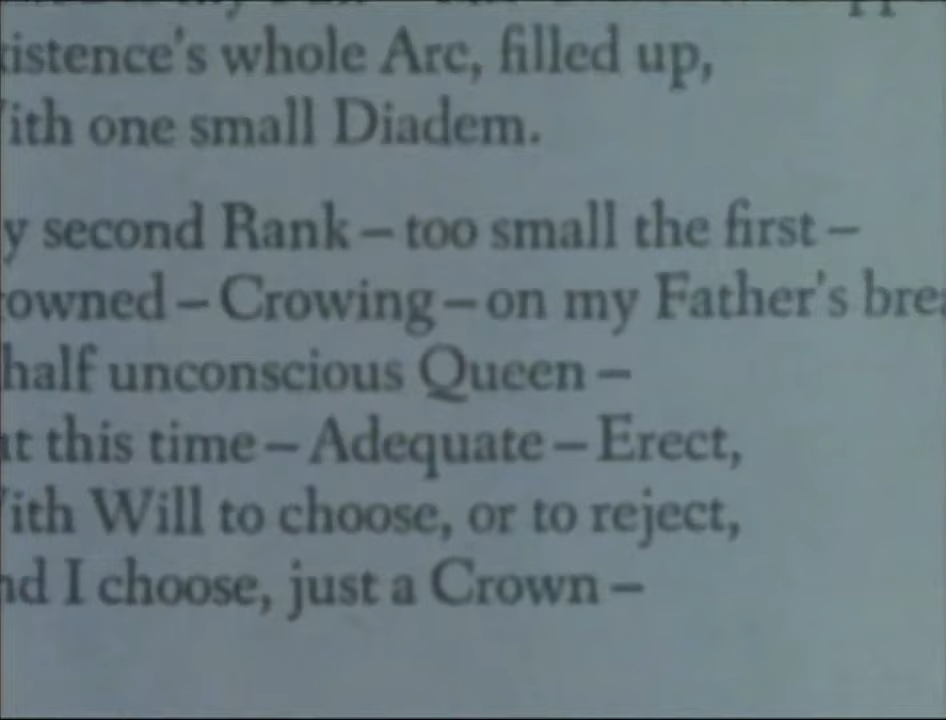 istence's whole Arc, filled up,
ith one small Diadem.
y second Rank – too small the first –
owned – Crowing – on my Father's brea
half unconscious Queen –
t this time – Adequate – Erect,
ith Will to choose, or to reject,
nd I choose, just a Crown –